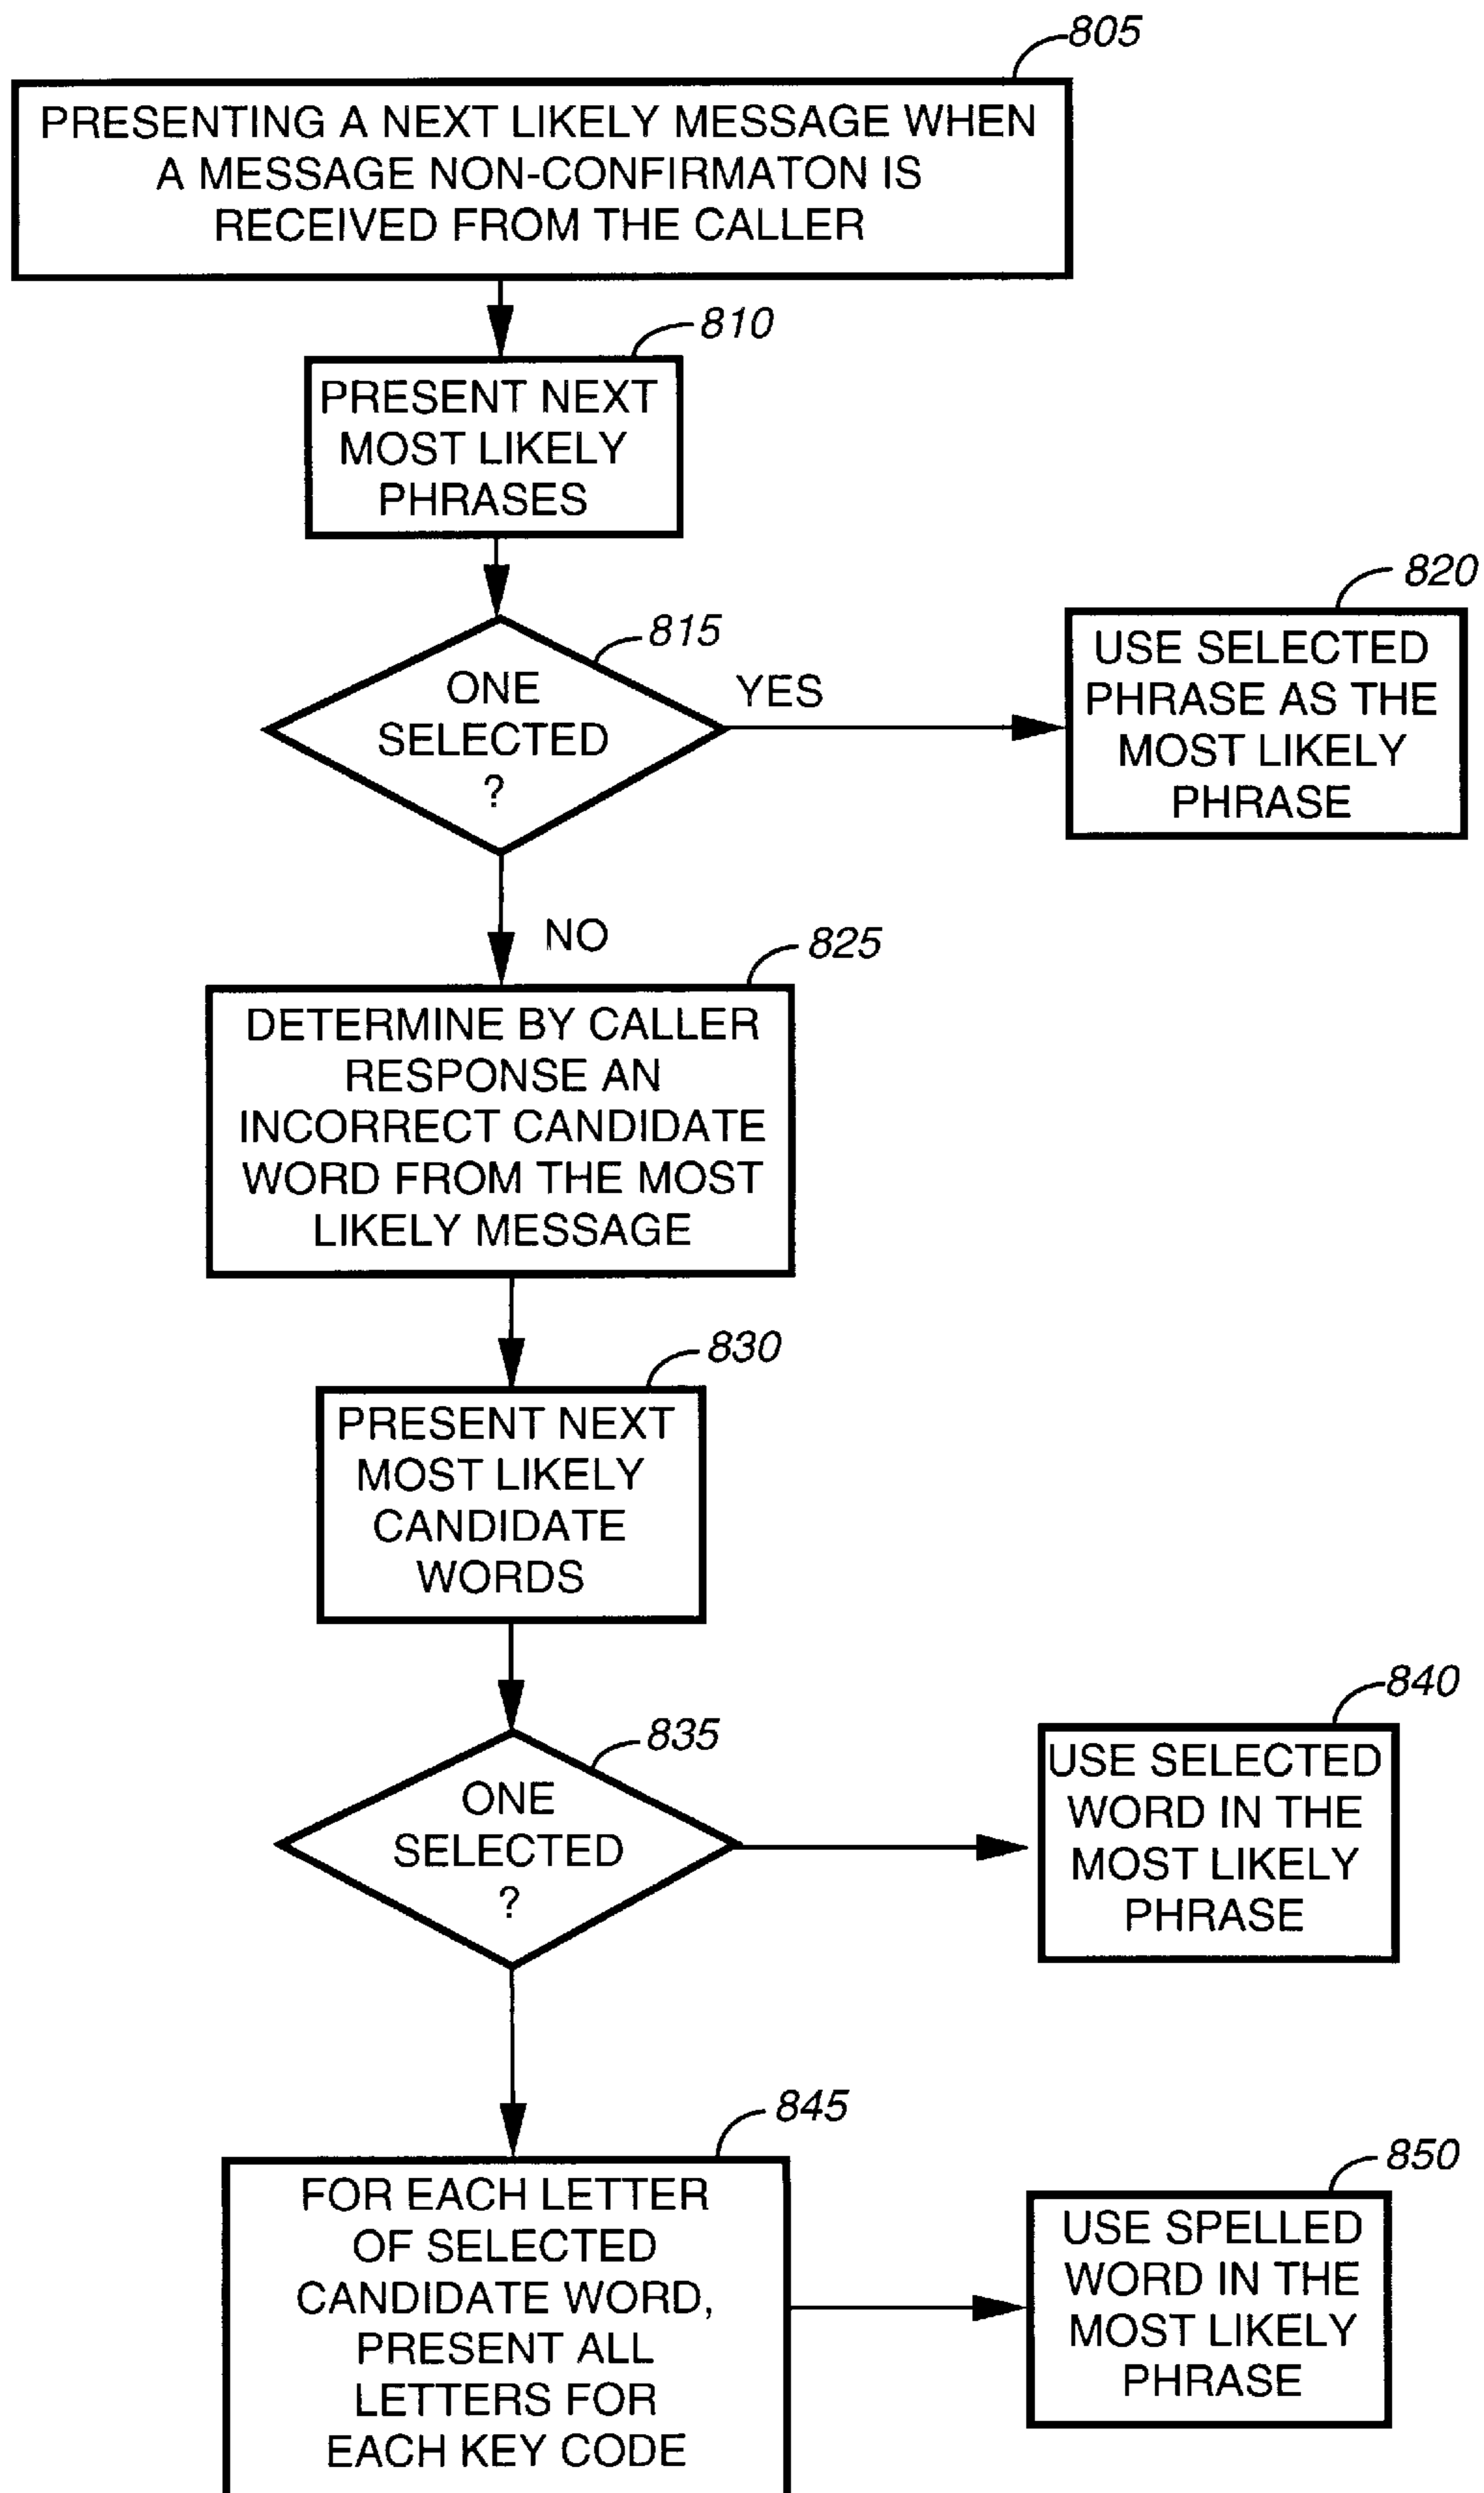 805
PRESENTING A NEXT LIKELY MESSAGE WHEN
A MESSAGE NON-CONFIRMATON IS
RECEIVED FROM THE CALLER
810
PRESENT NEXT
MOST LIKELY
PHRASES
815
ONE
SELECTED
?
YES
820
USE SELECTED
PHRASE AS THE
MOST LIKELY
PHRASE
NO
825
DETERMINE BY CALLER
RESPONSE AN
INCORRECT CANDIDATE
WORD FROM THE MOST
LIKELY MESSAGE
830
PRESENT NEXT
MOST LIKELY
CANDIDATE
WORDS
835
ONE
SELECTED
?
840
USE SELECTED
WORD IN THE
MOST LIKELY
PHRASE
845
FOR EACH LETTER
OF SELECTED
CANDIDATE WORD,
PRESENT ALL
LETTERS FOR
EACH KEY CODE
850
USE SPELLED
WORD IN THE
MOST LIKELY
PHRASE